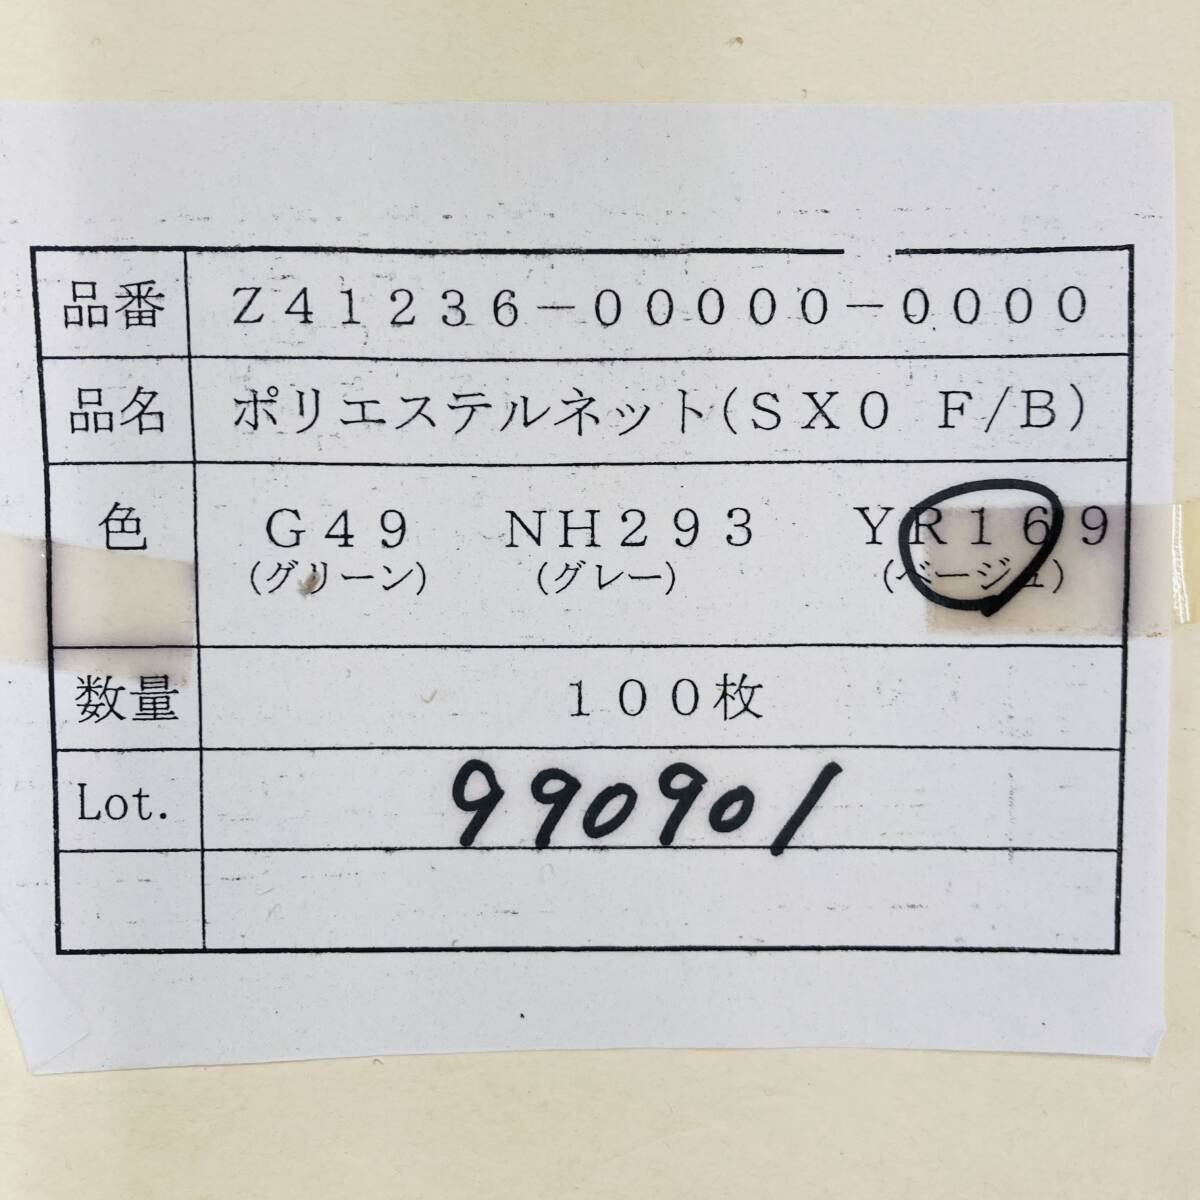 品番 Z41236-00000-0000
品名 ポリエステルネット(SX0 F/B)
色 G49 NH293 YR169
(グリーン) (グレー) (ベージュ)
数量 100枚
Lot. 990901